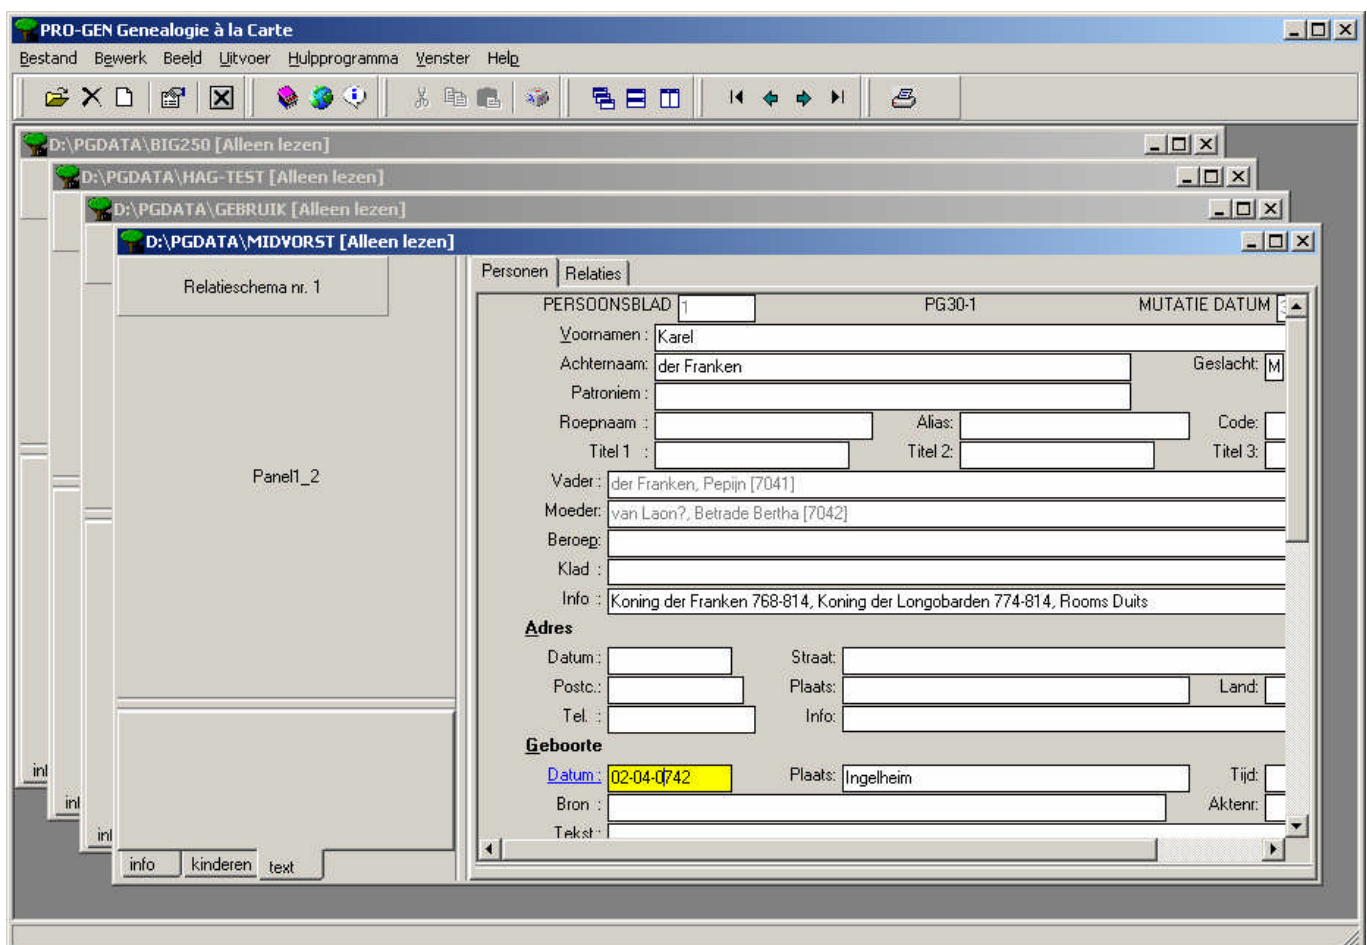 PRO-GEN Genealogie à la Carte
Bestand Bewerk Beeld Uitvoer Hulpprogramma Venster Help
D:\PGDATA\BIG250 [Alleen lezen]
D:\PGDATA\HAG-TEST [Alleen lezen]
D:\PGDATA\GEBRUIK [Alleen lezen]
D:\PGDATA\MIDVORST [Alleen lezen]
Relatieschema nr. 1
Panel1_2
Personen Relaties
PERSOONSBLAD 1 PG30-1 MUTATIE DATUM
Voornamen : Karel
Achternaam: der Franken Geslacht: M
Patroniem :
Roepnaam : Alias: Code:
Titel 1 : Titel 2: Titel 3:
Vader : der Franken, Pepijn [7041]
Moeder: van Laon?, Betrade Bertha [7042]
Beroep:
Klad :
Info : Koning der Franken 768-814, Koning der Longobarden 774-814, Rooms Duits
Adres
Datum : Straat:
Postc.: Plaats: Land:
Tel. : Info:
Geboorte
Datum : 02-04-0742 Plaats: Ingelheim Tijd:
Bron : Aktenr:
Tekst :
info kinderen text
inl
inl
inl